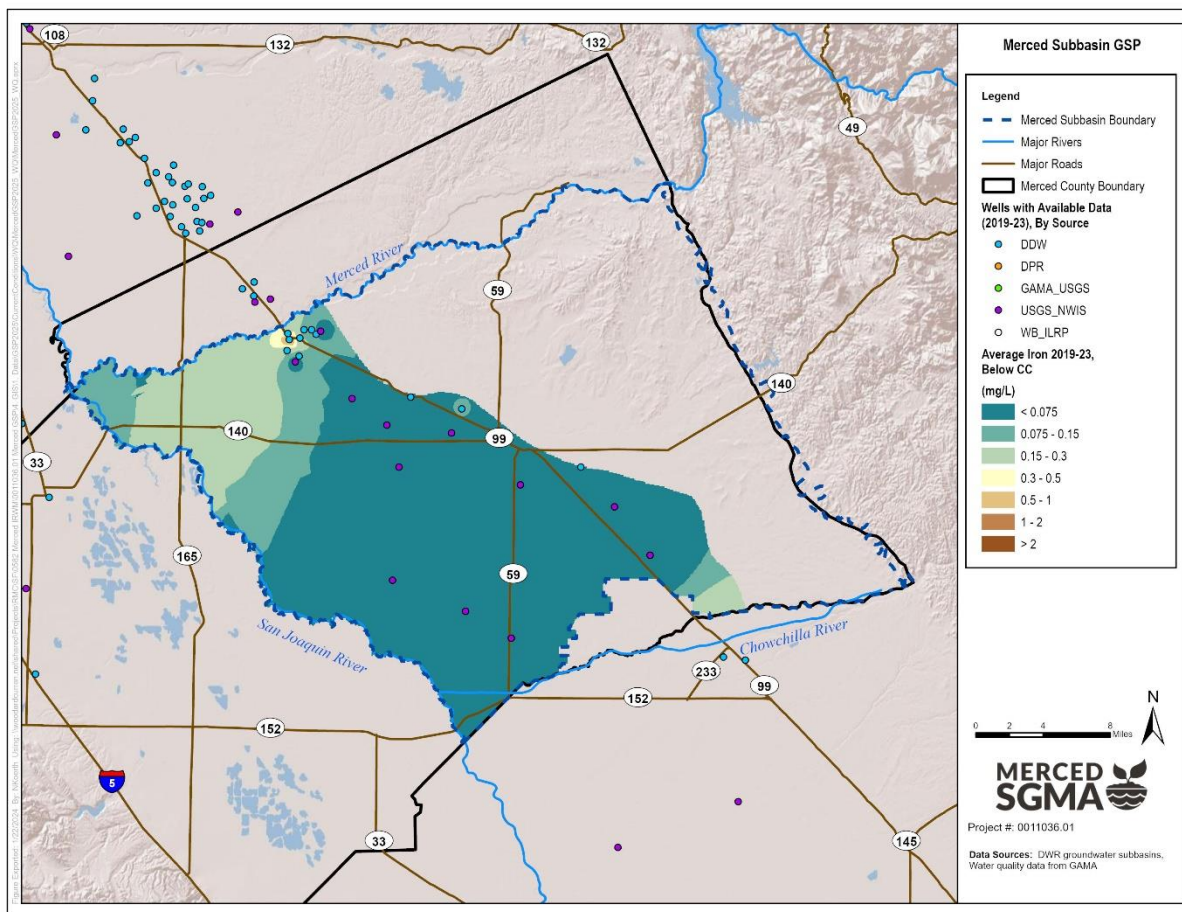 108
132
132
49
Merced River
59
140
140
99
33
165
59
San Joaquin River
Chowchilla River
233
99
152
152
5
33
145
Merced Subbasin GSP
Legend
Merced Subbasin Boundary
Major Rivers
Major Roads
Merced County Boundary
Wells with Available Data
(2019-23), By Source
DDW
DPR
GAMA_USGS
USGS_NWIS
WB_ILRP
Average Iron 2019-23,
Below CC
(mg/L)
< 0.075
0.075 - 0.15
0.15 - 0.3
0.3 - 0.5
0.5 - 1
1 - 2
> 2
N
0 2 4 8
Miles
MERCED
SGMA
Project #: 0011036.01
Data Sources: DWR groundwater subbasins,
Water quality data from GAMA